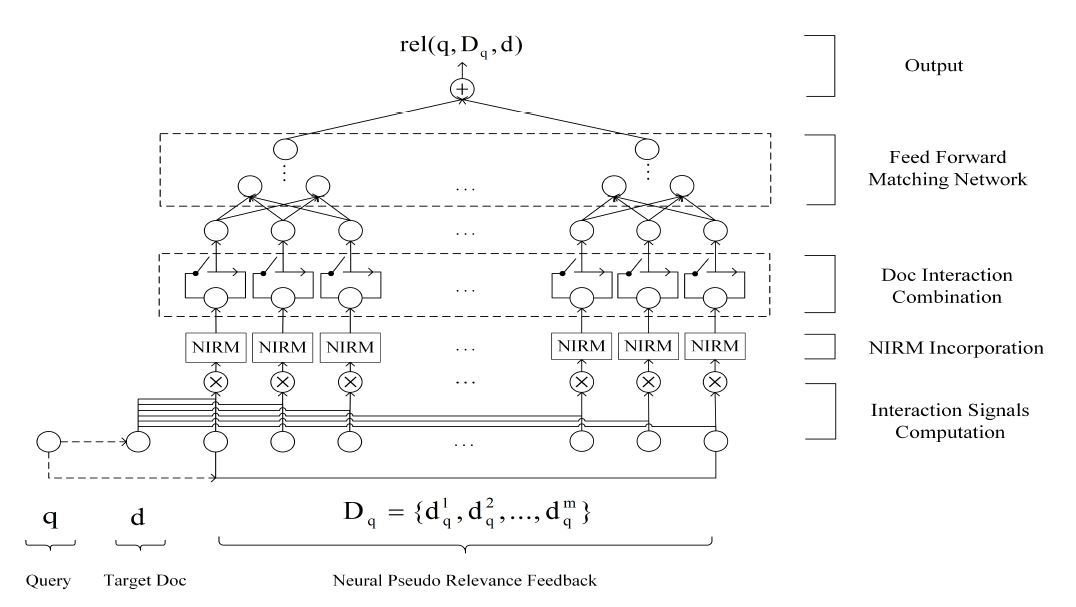 rel(q, D_q, d)
Output
Feed Forward
Matching Network
...
...
Doc Interaction
Combination
...
NIRM NIRM NIRM ... NIRM NIRM NIRM
NIRM Incorporation
...
Interaction Signals
Computation
...
q d D_q = {d_q^1, d_q^2, ..., d_q^m}
Query Target Doc Neural Pseudo Relevance Feedback